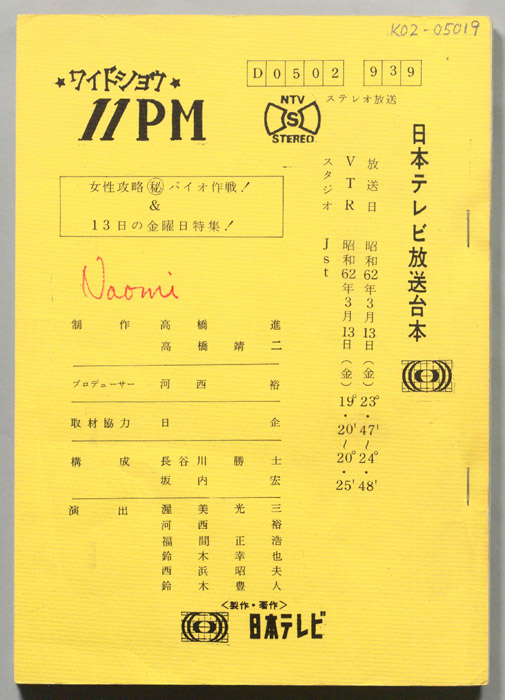 K02-05019
ワイドショウ
11PM
D0502 939
NTV
S
STEREO
ステレオ放送
日本テレビ放送台本
放送日 昭和62年3月13日(金) 23°47'〜24°48'
VTR 昭和62年3月13日(金) 19°・20'〜20°・25'
スタジオ Jst
女性攻略㊙バイオ作戦!
&
13日の金曜日特集!
Naomi
制作 高橋進
高橋靖二
プロデューサー 河西裕
取材協力 日企
構成 長谷川勝士
坂内宏
演出 渥美光三
河西裕
福間正浩
鈴木幸也
西浜昭夫
鈴木豊人
<製作・著作>
日本テレビ